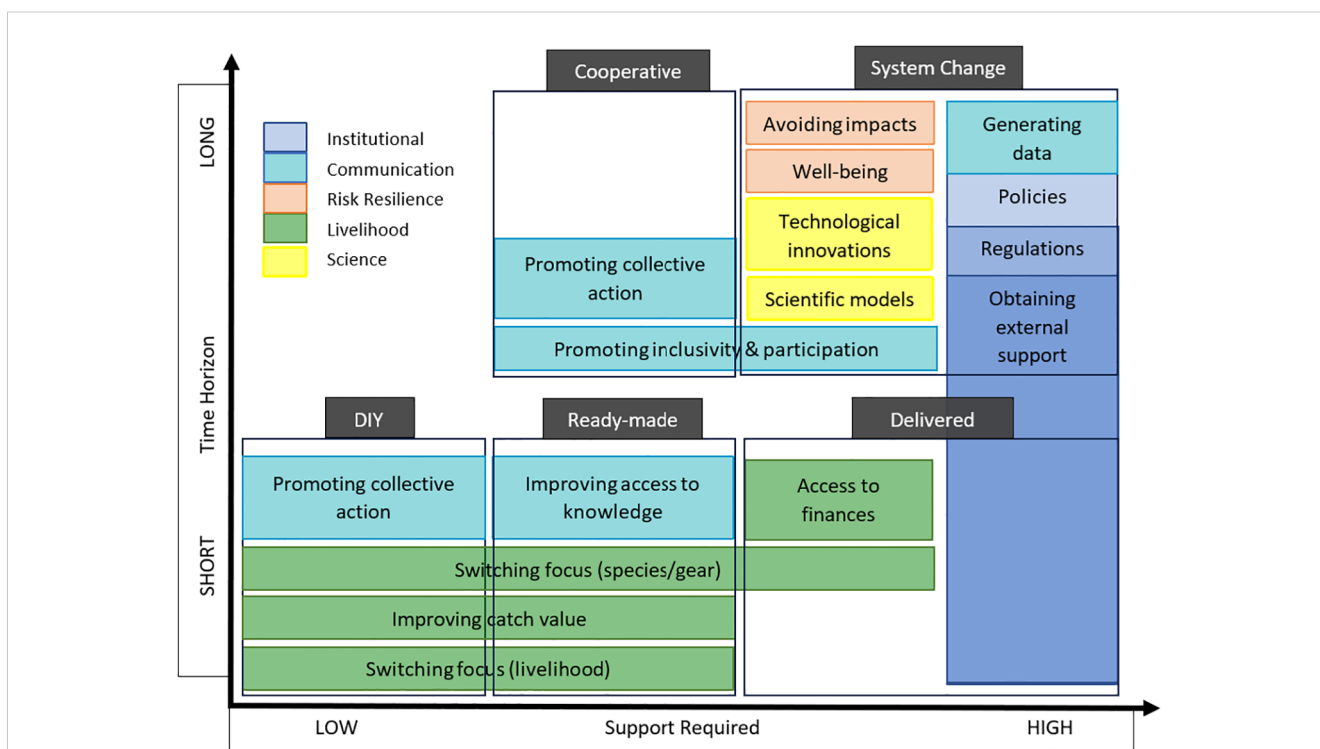 Cooperative
System Change
LONG
Time Horizon
SHORT
Institutional
Communication
Risk Resilience
Livelihood
Science
Avoiding impacts
Well-being
Technological
innovations
Scientific models
Generating
data
Policies
Regulations
Obtaining
external
support
Promoting collective
action
Promoting inclusivity & participation
DIY
Ready-made
Delivered
Promoting collective
action
Improving access to
knowledge
Access to
finances
Switching focus (species/gear)
Improving catch value
Switching focus (livelihood)
LOW
Support Required
HIGH